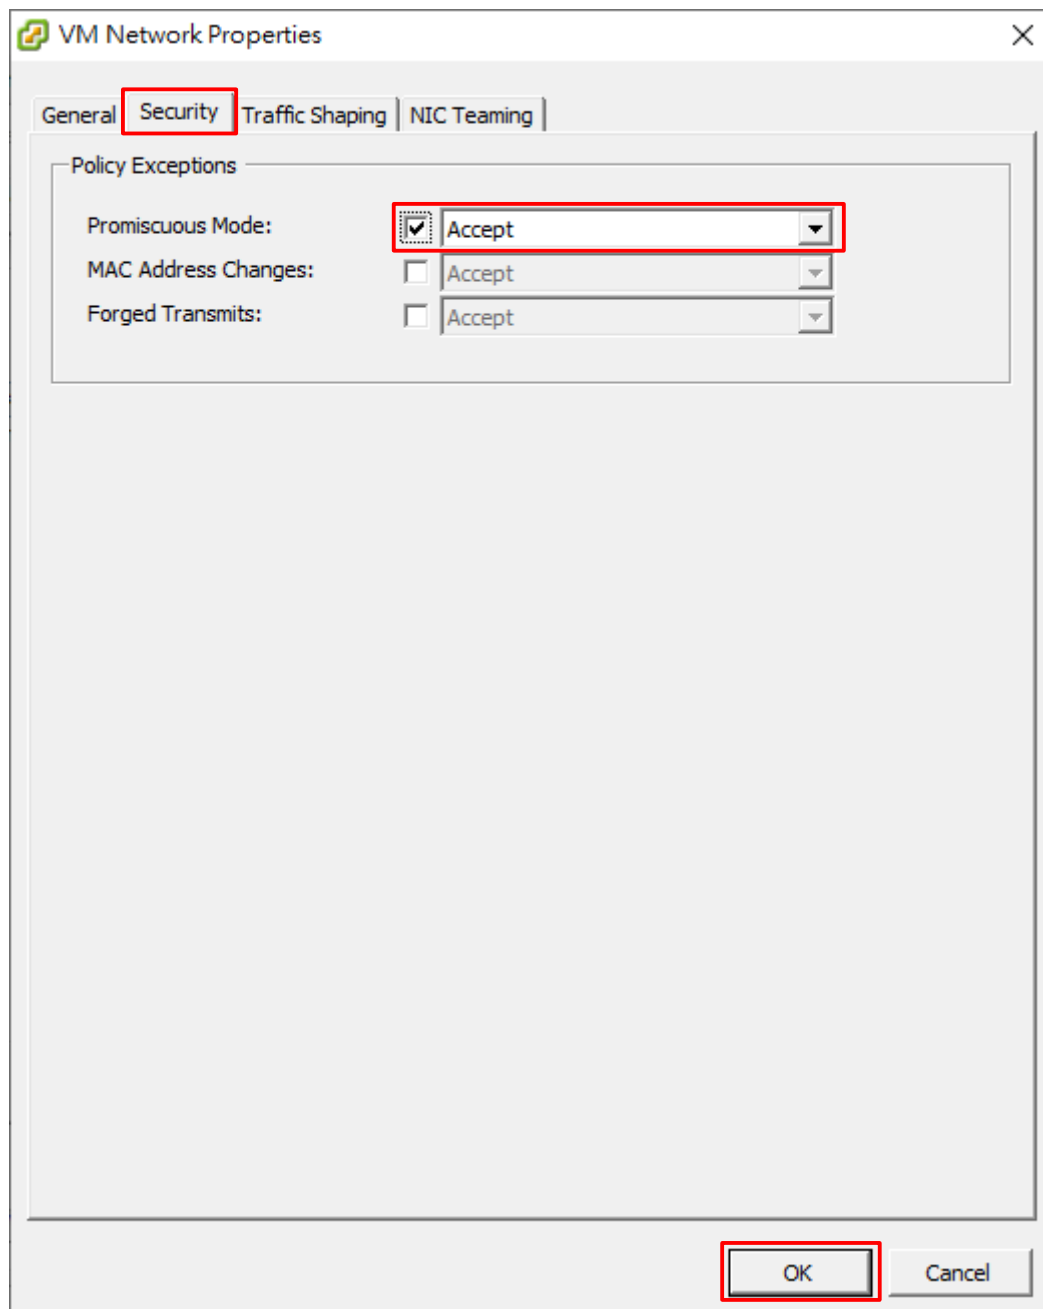 VM Network Properties
General Security Traffic Shaping NIC Teaming
Policy Exceptions
Promiscuous Mode: Accept
MAC Address Changes: Accept
Forged Transmits: Accept
OK Cancel